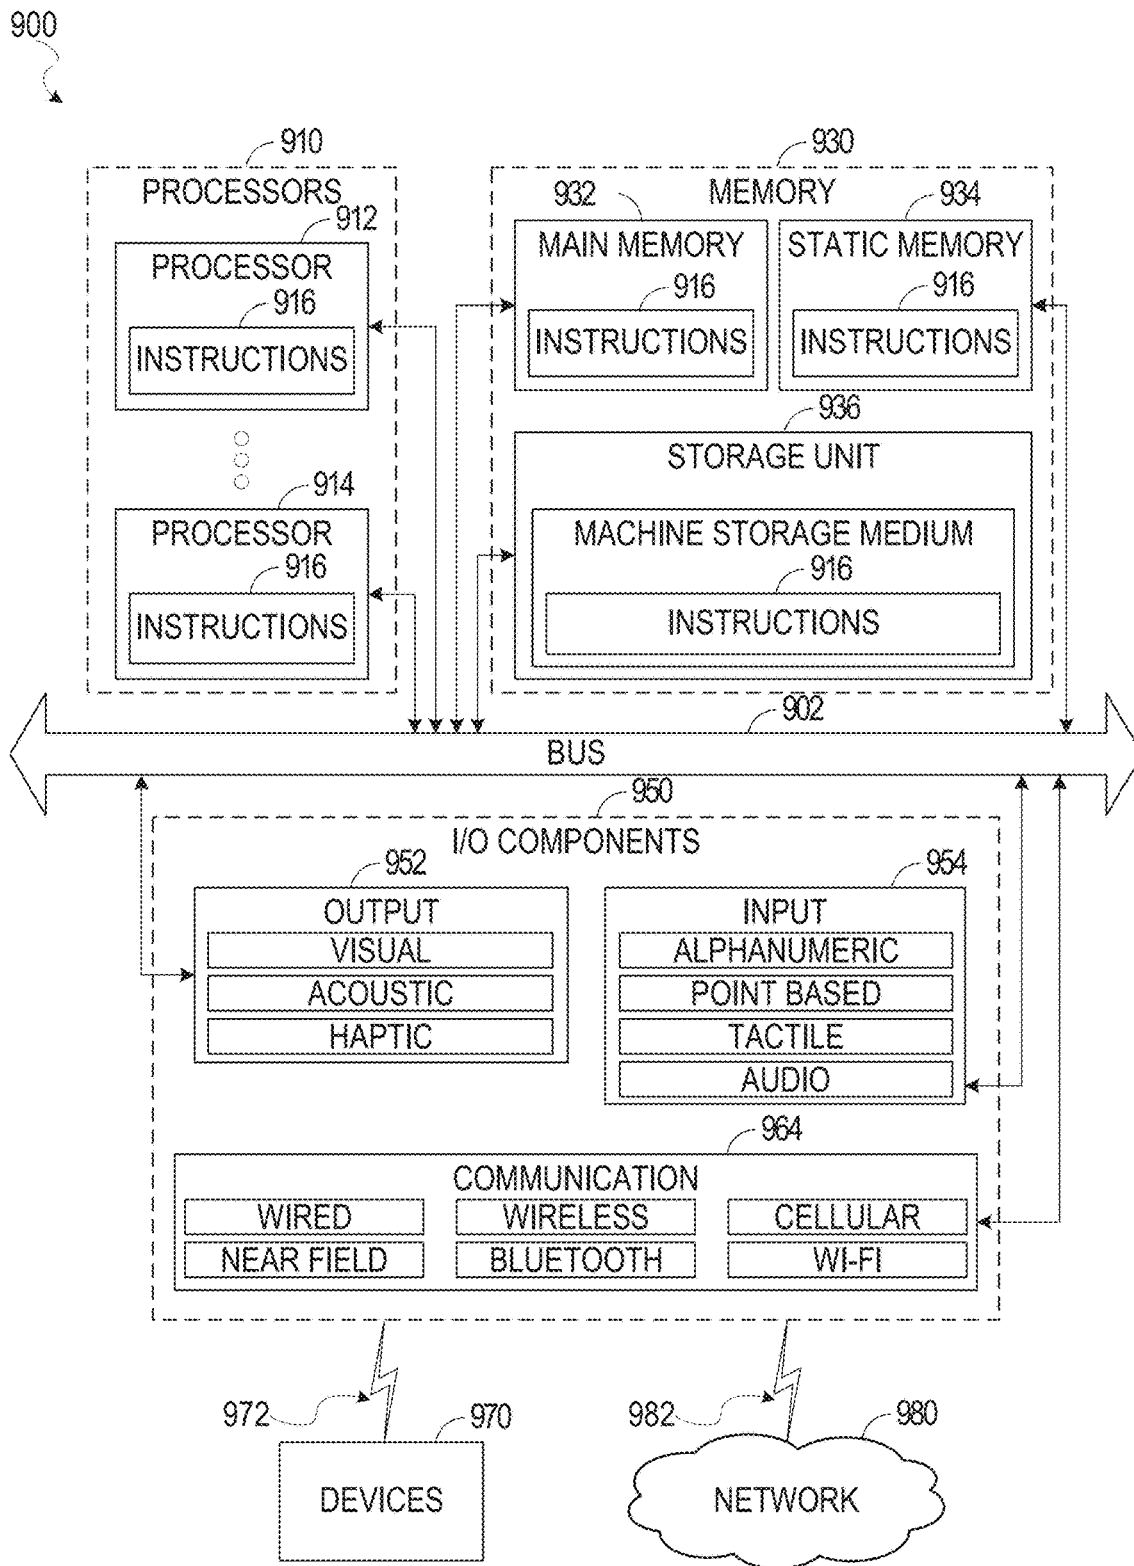 900
910
930
PROCESSORS
MEMORY
912
932
934
PROCESSOR
MAIN MEMORY
STATIC MEMORY
916
916
916
INSTRUCTIONS
INSTRUCTIONS
INSTRUCTIONS
936
STORAGE UNIT
914
PROCESSOR
MACHINE STORAGE MEDIUM
916
916
INSTRUCTIONS
INSTRUCTIONS
902
BUS
950
I/O COMPONENTS
952
954
OUTPUT
INPUT
VISUAL
ALPHANUMERIC
ACOUSTIC
POINT BASED
HAPTIC
TACTILE
AUDIO
964
COMMUNICATION
WIRED
WIRELESS
CELLULAR
NEAR FIELD
BLUETOOTH
WI-FI
972
970
982
980
DEVICES
NETWORK